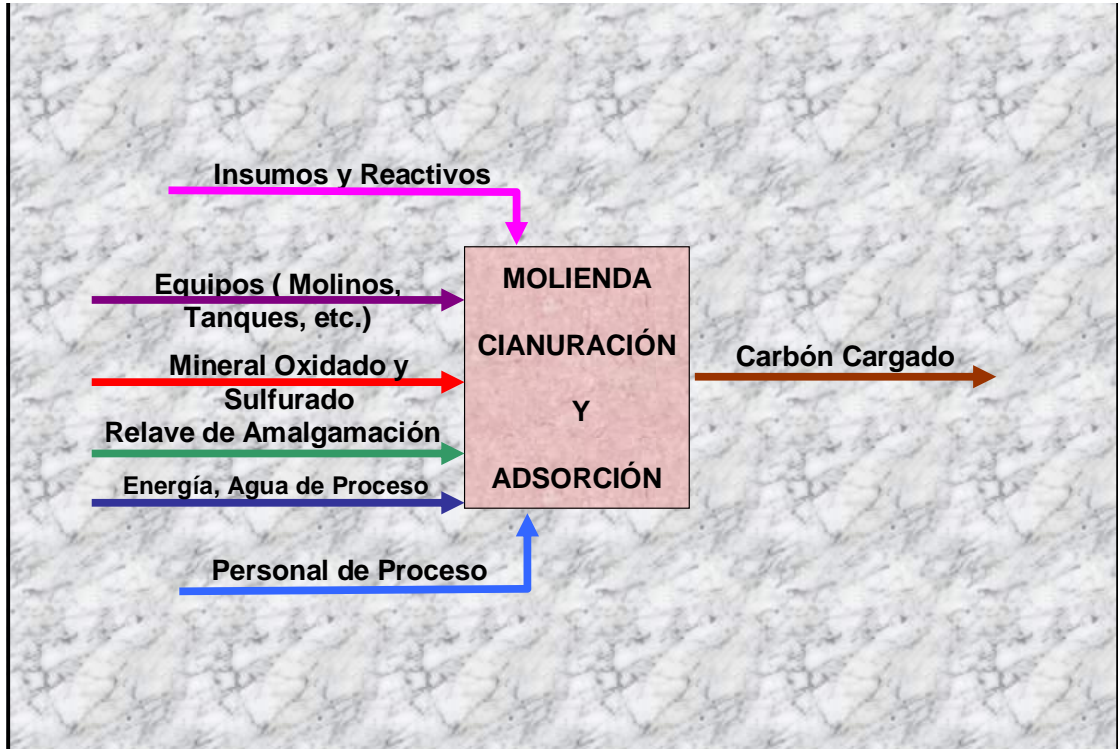 Insumos y Reactivos
Equipos ( Molinos,
Tanques, etc.)
Mineral Oxidado y
Sulfurado
Relave de Amalgamación
Energía, Agua de Proceso
Personal de Proceso
MOLIENDA
CIANURACIÓN
Y
ADSORCIÓN
Carbón Cargado